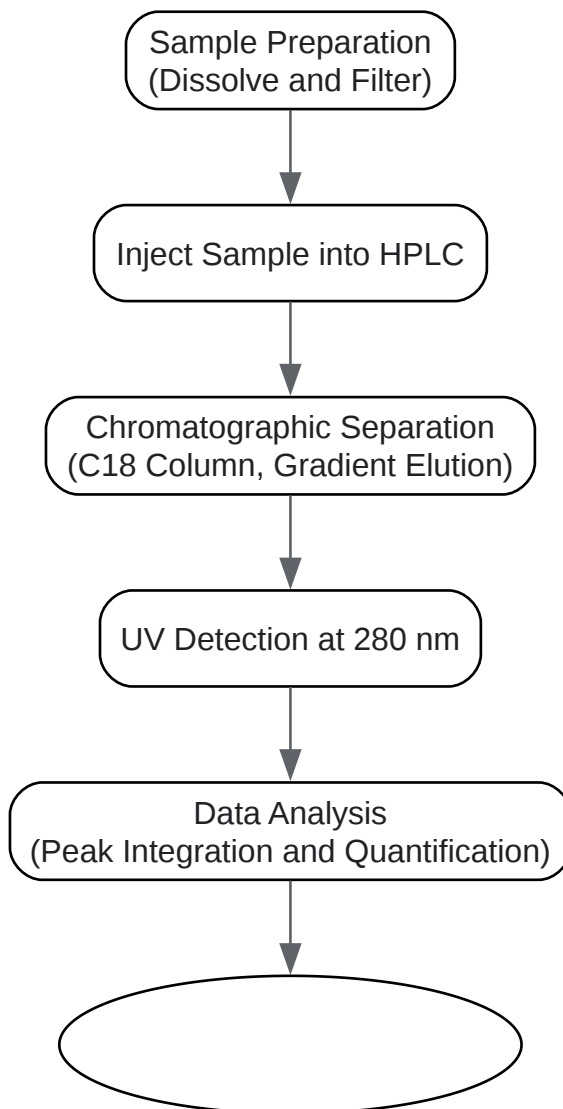 Sample Preparation
(Dissolve and Filter)
Inject Sample into HPLC
Chromatographic Separation
(C18 Column, Gradient Elution)
UV Detection at 280 nm
Data Analysis
(Peak Integration and Quantification)